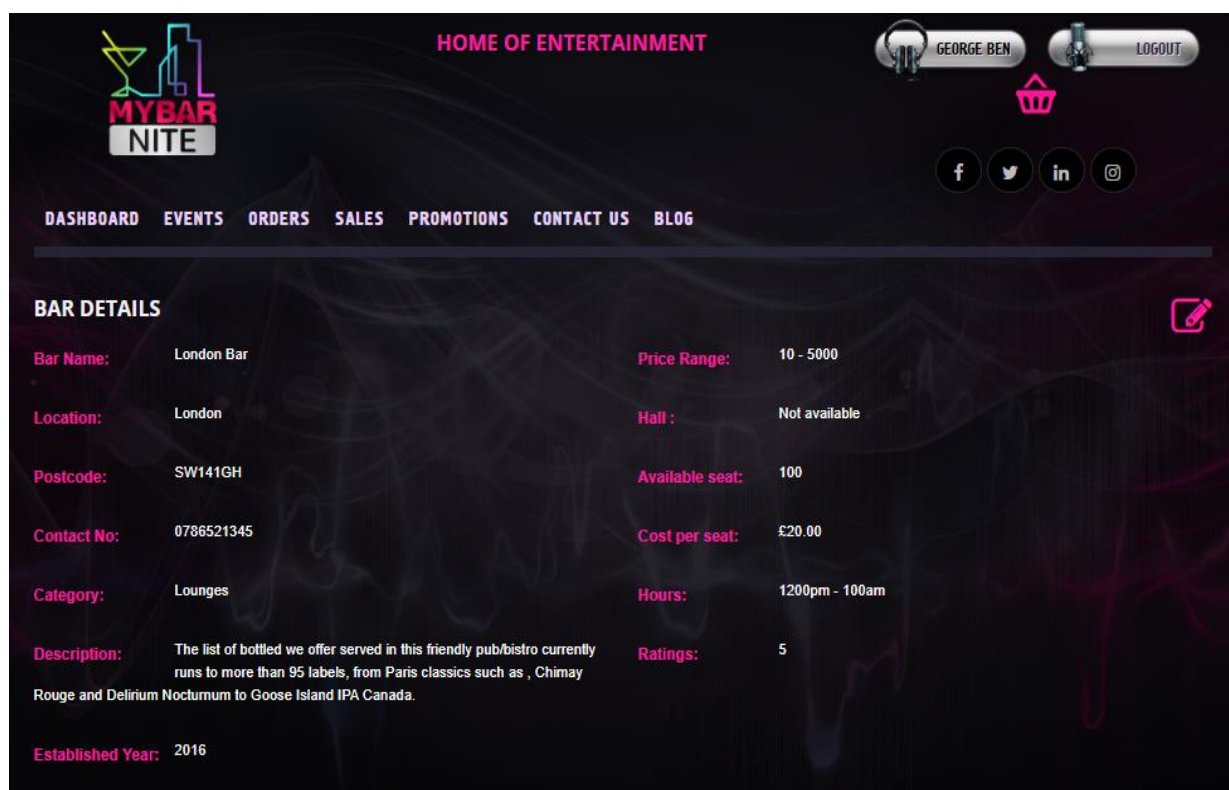 HOME OF ENTERTAINMENT
GEORGE BEN
LOGOUT
MYBAR
NITE
DASHBOARD EVENTS ORDERS SALES PROMOTIONS CONTACT US BLOG
BAR DETAILS
Bar Name: London Bar
Price Range: 10 - 5000
Location: London
Hall : Not available
Postcode: SW141GH
Available seat: 100
Contact No: 0786521345
Cost per seat: £20.00
Category: Lounges
Hours: 1200pm - 100am
Description: The list of bottled we offer served in this friendly pub/bistro currently
runs to more than 95 labels, from Paris classics such as , Chimay
Rouge and Delirium Nocturnum to Goose Island IPA Canada.
Ratings: 5
Established Year: 2016